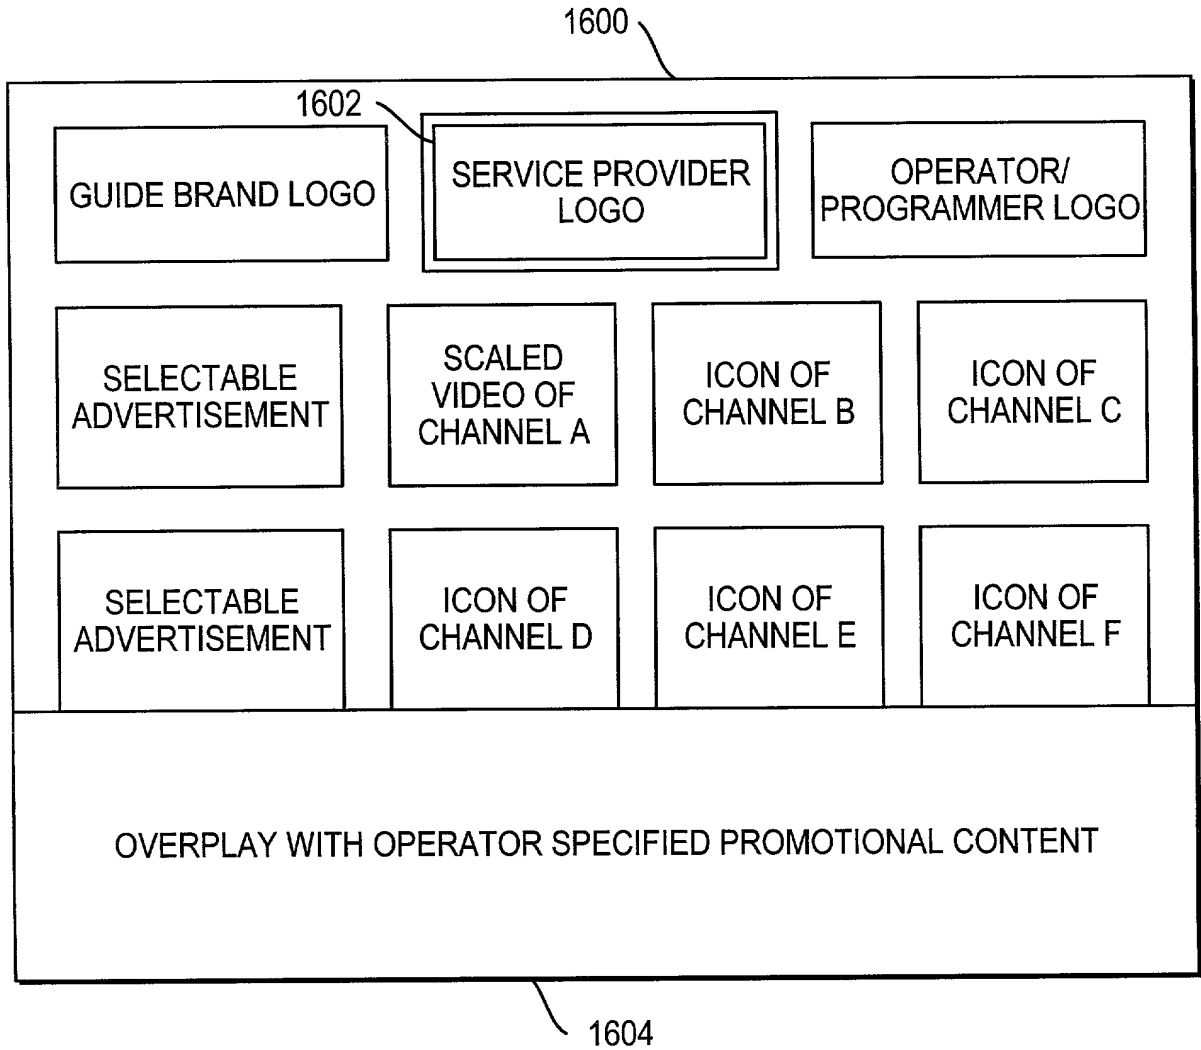 1600
1602
GUIDE BRAND LOGO
SERVICE PROVIDER
LOGO
OPERATOR/
PROGRAMMER LOGO
SELECTABLE
ADVERTISEMENT
SCALED
VIDEO OF
CHANNEL A
ICON OF
CHANNEL B
ICON OF
CHANNEL C
SELECTABLE
ADVERTISEMENT
ICON OF
CHANNEL D
ICON OF
CHANNEL E
ICON OF
CHANNEL F
OVERPLAY WITH OPERATOR SPECIFIED PROMOTIONAL CONTENT
1604